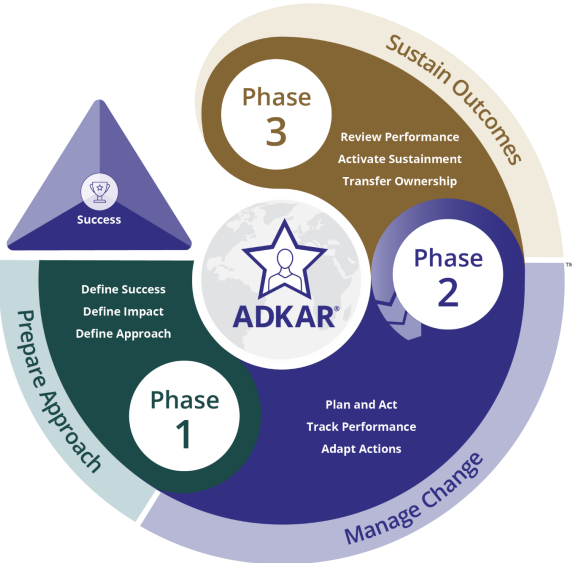 Success
Prepare Approach
Define Success
Define Impact
Define Approach
Phase
1
Manage Change
Phase
2
Plan and Act
Track Performance
Adapt Actions
Sustain Outcomes
Phase
3
Review Performance
Activate Sustainment
Transfer Ownership
ADKAR®
™